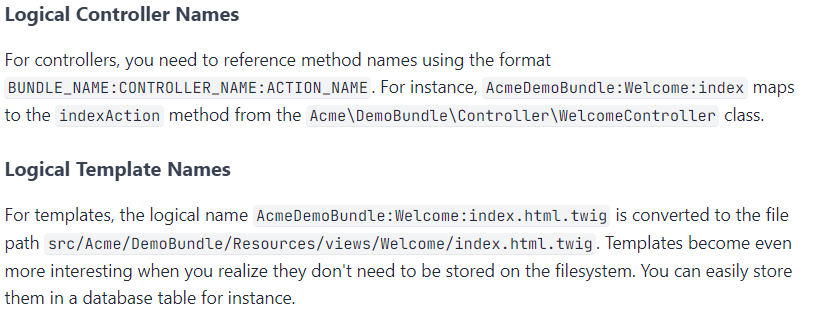 Logical Controller Names
For controllers, you need to reference method names using the format
BUNDLE_NAME:CONTROLLER_NAME:ACTION_NAME. For instance, AcmeDemoBundle:Welcome:index maps
to the indexAction method from the Acme\DemoBundle\Controller\WelcomeController class.
Logical Template Names
For templates, the logical name AcmeDemoBundle:Welcome:index.html.twig is converted to the file
path src/Acme/DemoBundle/Resources/views/Welcome/index.html.twig. Templates become even
more interesting when you realize they don't need to be stored on the filesystem. You can easily store
them in a database table for instance.